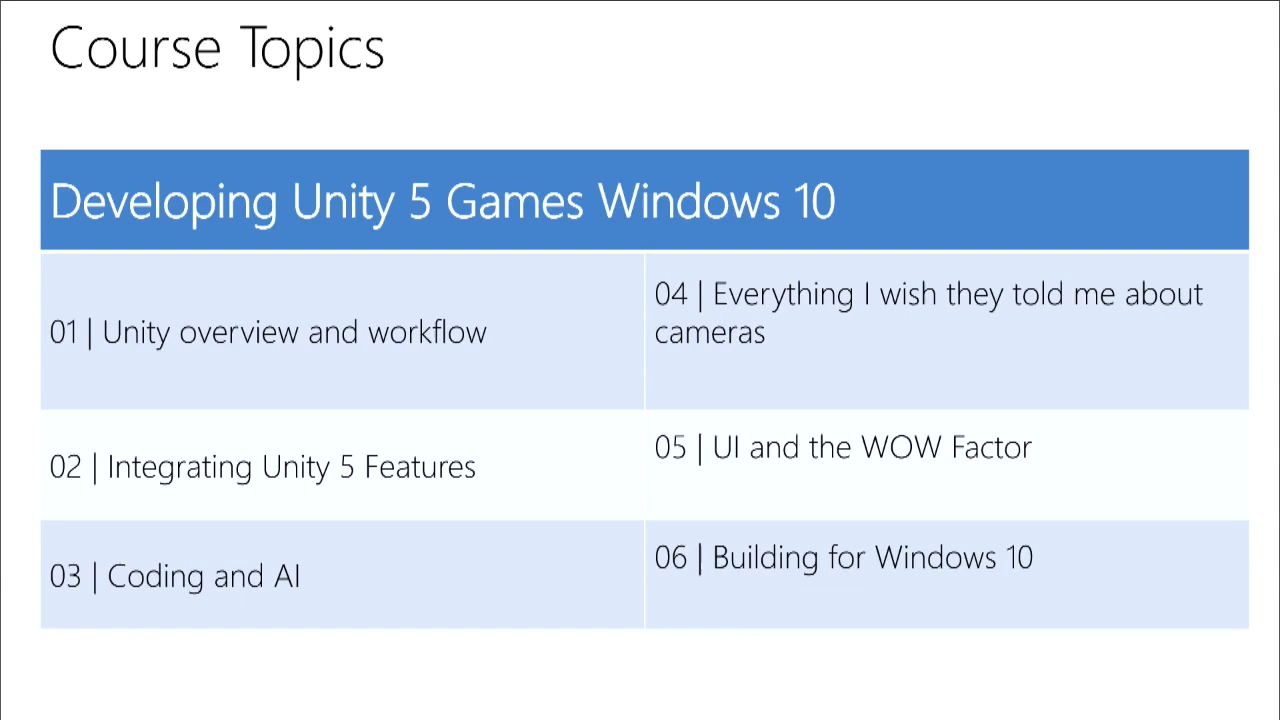 Course Topics
Developing Unity 5 Games Windows 10
01 | Unity overview and workflow
04 | Everything I wish they told me about
cameras
02 | Integrating Unity 5 Features
05 | UI and the WOW Factor
03 | Coding and AI
06 | Building for Windows 10